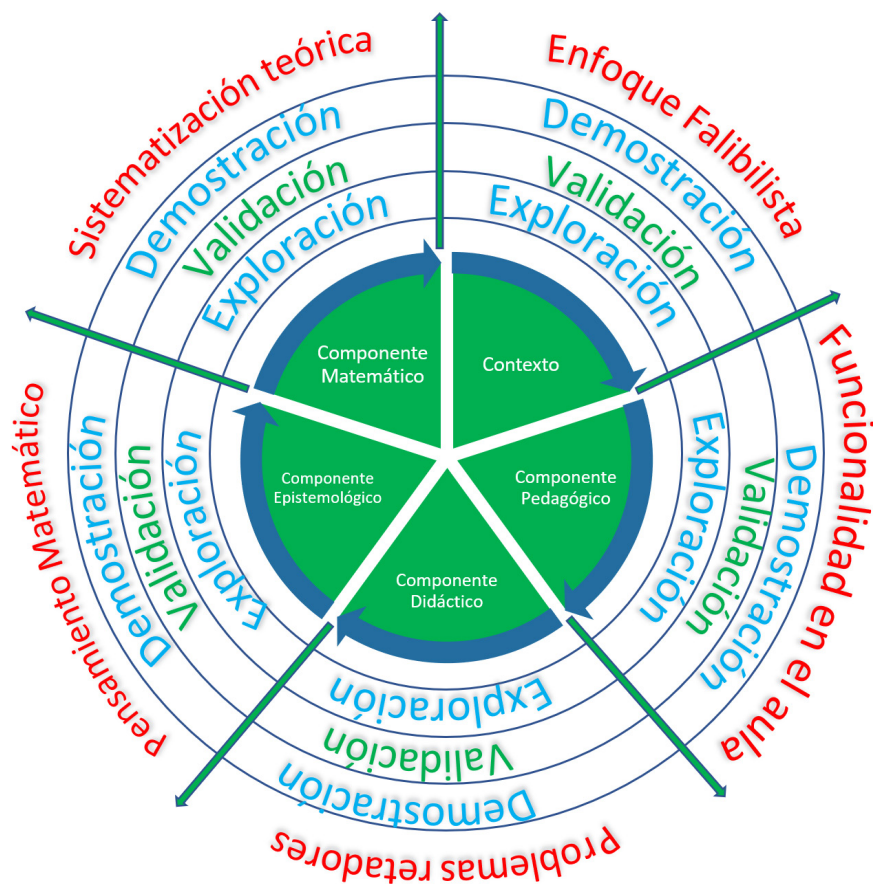 Sistematización teórica
Demostración
Validación
Exploración
Componente
Matemático
Enfoque Falibilista
Demostración
Validación
Exploración
Contexto
Funcionalidad en el aula
Demostración
Validación
Exploración
Componente
Pedagógico
Problemas retadores
Demostración
Validación
Exploración
Componente
Didáctico
Pensamiento Matemático
Demostración
Validación
Exploración
Componente
Epistemológico